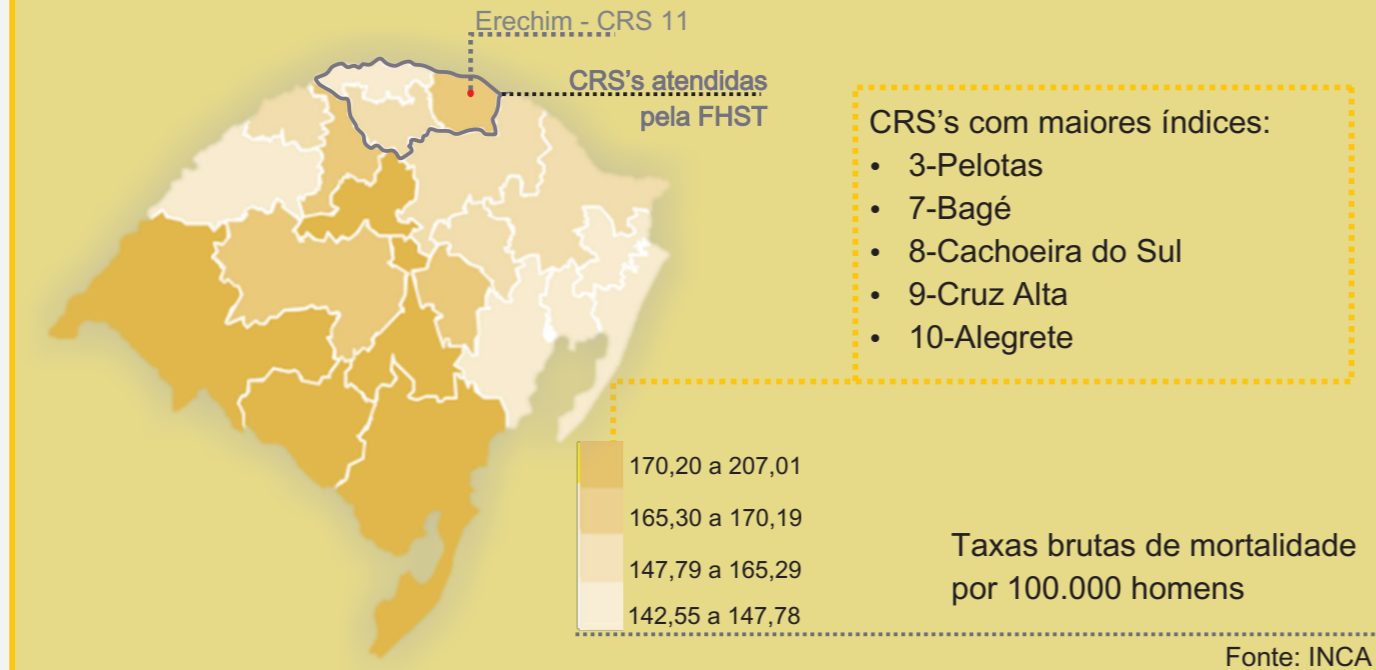 Erechim - CRS 11
CRS's atendidas
pela FHST
CRS's com maiores índices:
• 3-Pelotas
• 7-Bagé
• 8-Cachoeira do Sul
• 9-Cruz Alta
• 10-Alegrete
170,20 a 207,01
165,30 a 170,19
147,79 a 165,29
142,55 a 147,78
Taxas brutas de mortalidade
por 100.000 homens
Fonte: INCA